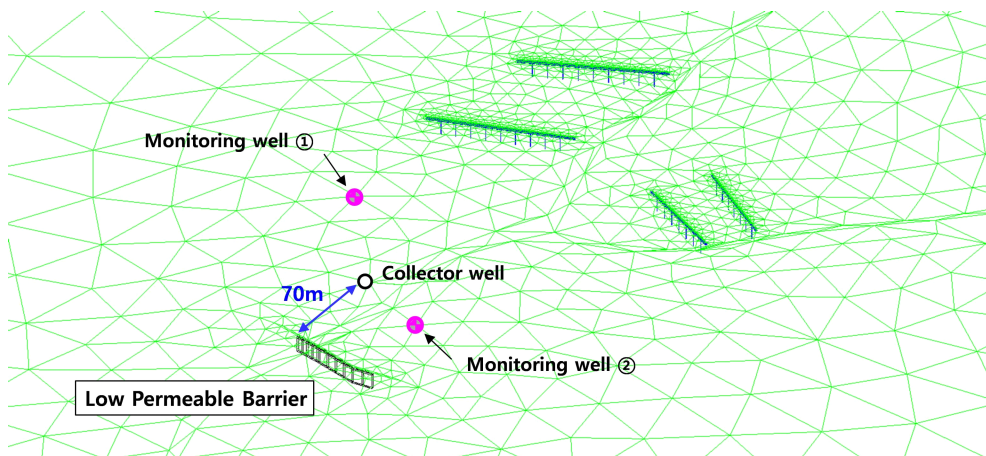 Monitoring well ①
Collector well
70m
Monitoring well ②
Low Permeable Barrier